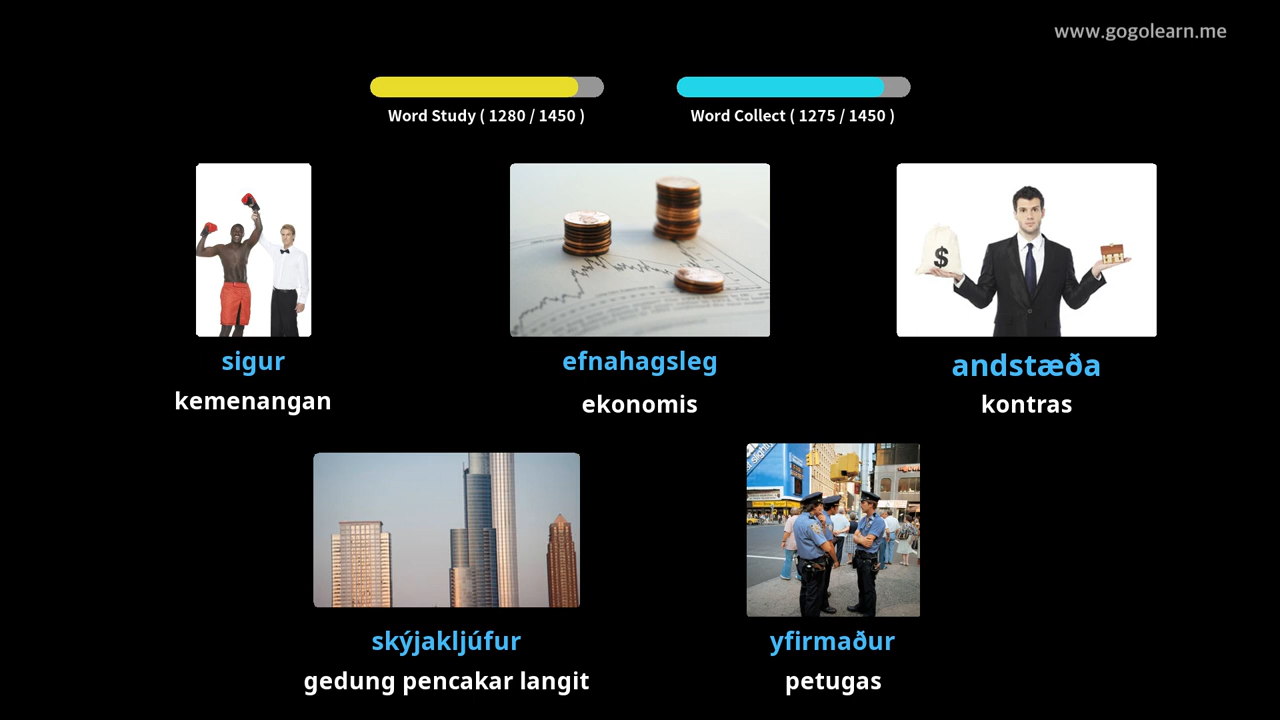 www.gogolearn.me
Word Study ( 1280 / 1450 )
Word Collect ( 1275 / 1450 )
$
sigur
kemenangan
efnahagsleg
ekonomis
andstæða
kontras
skýjakljúfur
gedung pencakar langit
yfirmaður
petugas